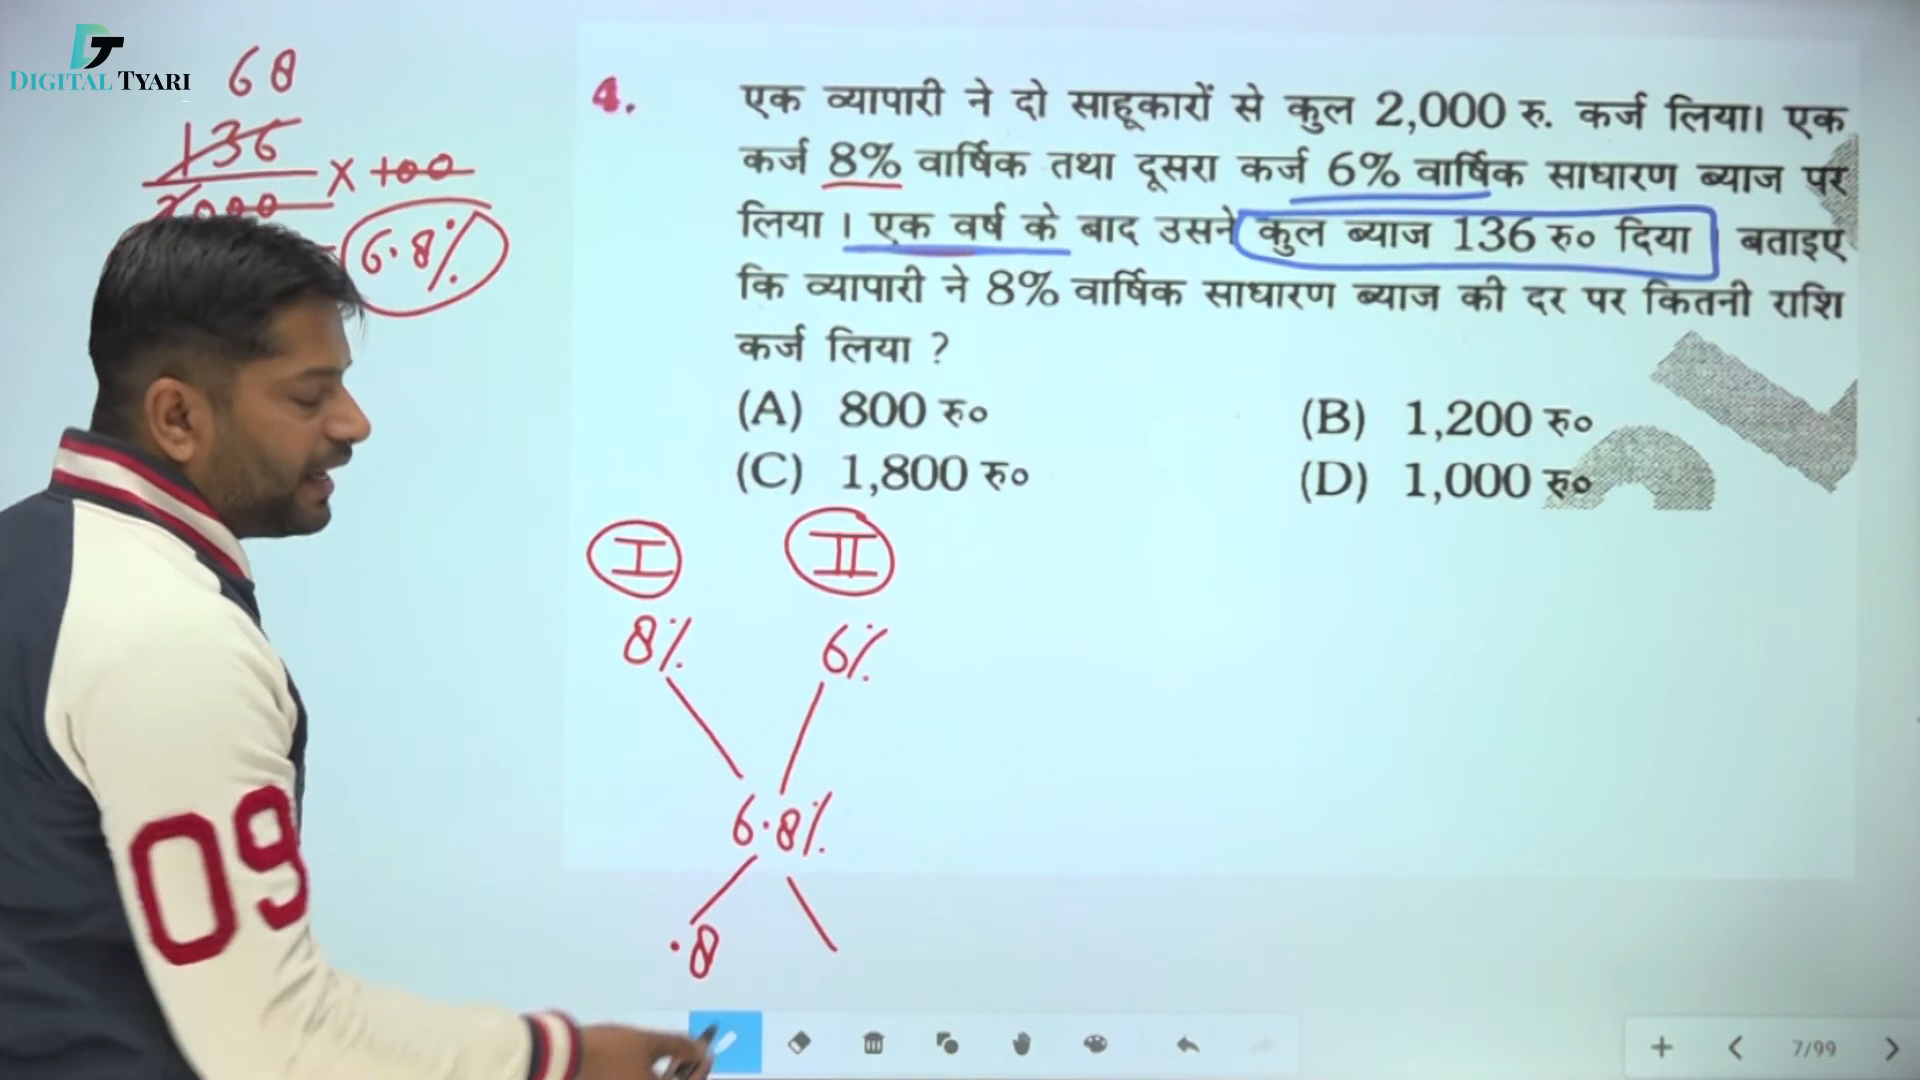 DIGITAL TYARI
68
136
2000 × 100
6.8%
4. एक व्यापारी ने दो साहूकारों से कुल 2,000 रु. कर्ज लिया। एक
कर्ज 8% वार्षिक तथा दूसरा कर्ज 6% वार्षिक साधारण ब्याज पर
लिया। एक वर्ष के बाद उसने कुल ब्याज 136 रु० दिया बताइए
कि व्यापारी ने 8% वार्षिक साधारण ब्याज की दर पर कितनी राशि
कर्ज लिया ?
(A) 800 रु० (B) 1,200 रु०
(C) 1,800 रु० (D) 1,000 रु०
I II
8% 6%
6.8%
.8
09
7/99